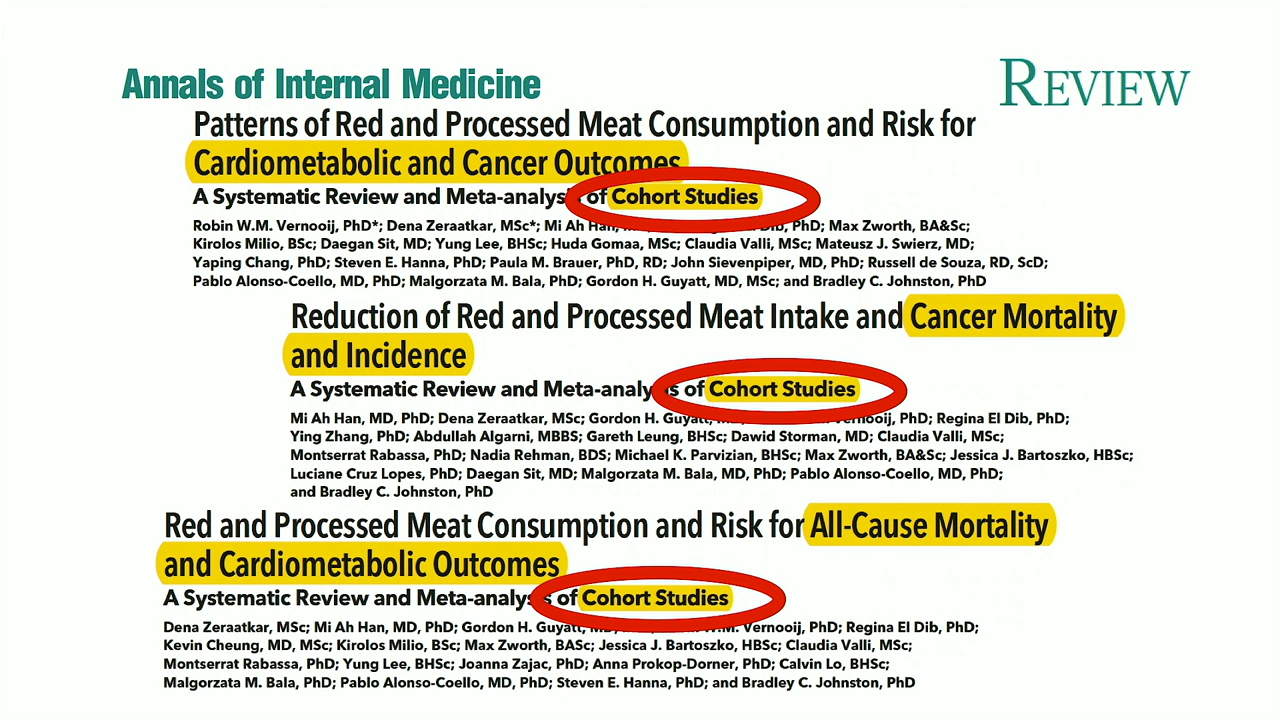 Annals of Internal Medicine
REVIEW
Patterns of Red and Processed Meat Consumption and Risk for
Cardiometabolic and Cancer Outcomes
A Systematic Review and Meta-analysis of Cohort Studies
Robin W.M. Vernooij, PhD*; Dena Zeraatkar, MSc*; Mi Ah Han, Dib, PhD; Max Zworth, BA&Sc;
Kirolos Milio, BSc; Daegan Sit, MD; Yung Lee, BHSc; Huda Gomaa, MSc; Claudia Valli, MSc; Mateusz J. Swierz, MD;
Yaping Chang, PhD; Steven E. Hanna, PhD; Paula M. Brauer, PhD, RD; John Sievenpiper, MD, PhD; Russell de Souza, RD, ScD;
Pablo Alonso-Coello, MD, PhD; Malgorzata M. Bala, PhD; Gordon H. Guyatt, MD, MSc; and Bradley C. Johnston, PhD
Reduction of Red and Processed Meat Intake and Cancer Mortality
and Incidence
A Systematic Review and Meta-analysis of Cohort Studies
Mi Ah Han, MD, PhD; Dena Zeraatkar, MSc; Gordon H. Guyatt, Vernooij, PhD; Regina El Dib, PhD;
Ying Zhang, PhD; Abdullah Algarni, MBBS; Gareth Leung, BHSc; Dawid Storman, MD; Claudia Valli, MSc;
Montserrat Rabassa, PhD; Nadia Rehman, BDS; Michael K. Parvizian, BHSc; Max Zworth, BA&Sc; Jessica J. Bartoszko, HBSc;
Luciane Cruz Lopes, PhD; Daegan Sit, MD; Malgorzata M. Bala, MD, PhD; Pablo Alonso-Coello, MD, PhD;
and Bradley C. Johnston, PhD
Red and Processed Meat Consumption and Risk for All-Cause Mortality
and Cardiometabolic Outcomes
A Systematic Review and Meta-analysis of Cohort Studies
Dena Zeraatkar, MSc; Mi Ah Han, MD, PhD; Gordon H. Guyatt, Vernooij, PhD; Regina El Dib, PhD;
Kevin Cheung, MD, MSc; Kirolos Milio, BSc; Max Zworth, BASc; Jessica J. Bartoszko, HBSc; Claudia Valli, MSc;
Montserrat Rabassa, PhD; Yung Lee, BHSc; Joanna Zajac, PhD; Anna Prokop-Dorner, PhD; Calvin Lo, BHSc;
Malgorzata M. Bala, PhD; Pablo Alonso-Coello, MD, PhD; Steven E. Hanna, PhD; and Bradley C. Johnston, PhD